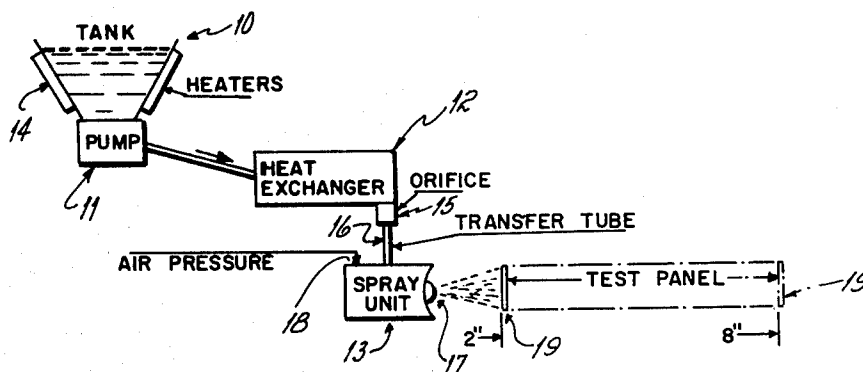 TANK
10
HEATERS
14
PUMP
11
12
HEAT
EXCHANGER
ORIFICE
15
16
TRANSFER TUBE
AIR PRESSURE
18
SPRAY
UNIT
13
17
TEST PANEL
19
19
2"
8"